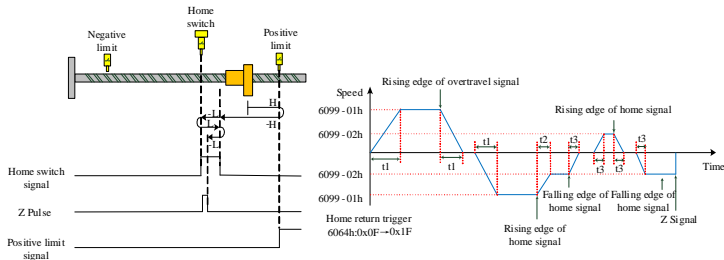 Home
switch
Negative
limit
Positive
limit
H
-L
L
-H
-L
Home switch
signal
Z Pulse
Positive limit
signal
Speed
Rising edge of overtravel signal
6099-01h
Rising edge of home signal
6099-02h
t1
t2
t3
t3
Time
t1
t1
t3
t3
6099-02h
Falling edge of
home signal
Falling edge of
home signal
6099-01h
Z Signal
Home return trigger
6064h:0x0F→0x1F
Rising edge of
home signal